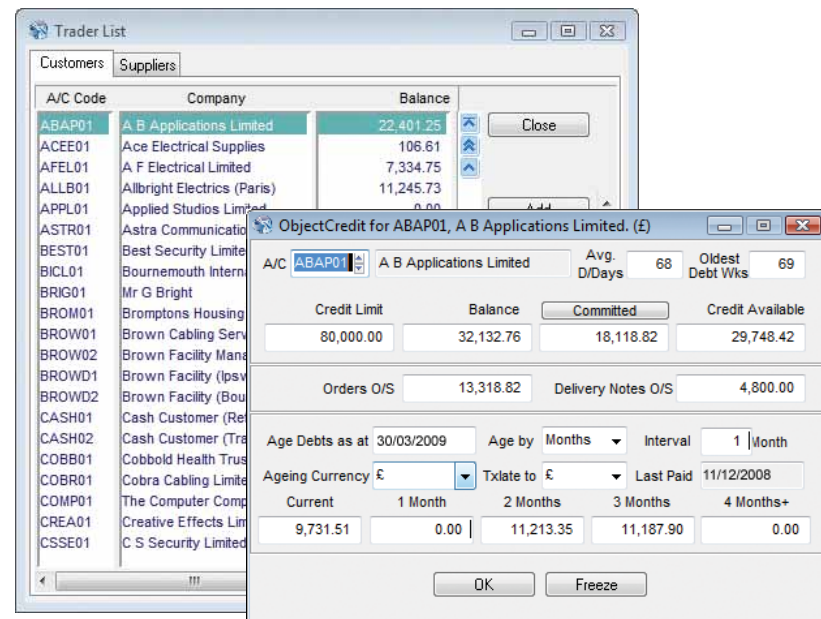 Trader List
Customers Suppliers
A/C Code Company Balance
ABAP01 A B Applications Limited 22,401.25 Close
ACEE01 Ace Electrical Supplies 106.61
AFEL01 A F Electrical Limited 7,334.75
ALLB01 Allbright Electrics (Paris) 11,245.73
APPL01 Applied Studios Limited 0.00 Add
ASTR01 Astra Communicatio
BEST01 Best Security Limite
BICL01 Bournemouth Intern
BRIG01 Mr G Bright
BROM01 Bromptons Housing
BROW01 Brown Cabling Serv
BROW02 Brown Facility Mana
BROWD1 Brown Facility (Ipsv
BROWD2 Brown Facility (Bou
CASH01 Cash Customer (Ret
CASH02 Cash Customer (Tra
COBB01 Cobbold Health Trus
COBR01 Cobra Cabling Limite
COMP01 The Computer Comp
CREA01 Creative Effects Lim
CSSE01 C S Security Limited
ObjectCredit for ABAP01, A B Applications Limited. (£)
A/C ABAP01 A B Applications Limited Avg. D/Days 68 Oldest Debt Wks 69
Credit Limit Balance Committed Credit Available
80,000.00 32,132.76 18,118.82 29,748.42
Orders O/S 13,318.82 Delivery Notes O/S 4,800.00
Age Debts as at 30/03/2009 Age by Months Interval 1 Month
Ageing Currency £ Txlate to £ Last Paid 11/12/2008
Current 1 Month 2 Months 3 Months 4 Months+
9,731.51 0.00 11,213.35 11,187.90 0.00
OK Freeze